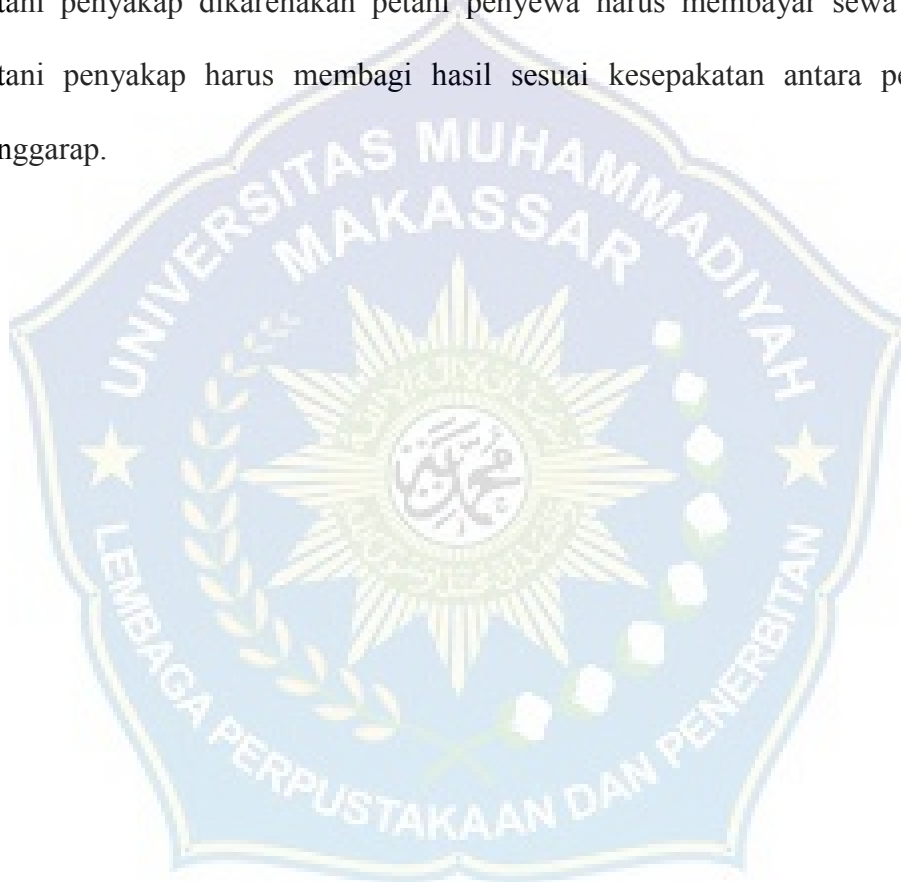 tani penyakap dikarenakan petani penyewa harus membayar sewa
tani penyakap harus membagi hasil sesuai kesepakatan antara
nggarap.
UNIVERSITAS MUHAMMADIYAH
MAKASSAR
LEMBAGA PERPUSTAKAAN DAN PENERBITAN